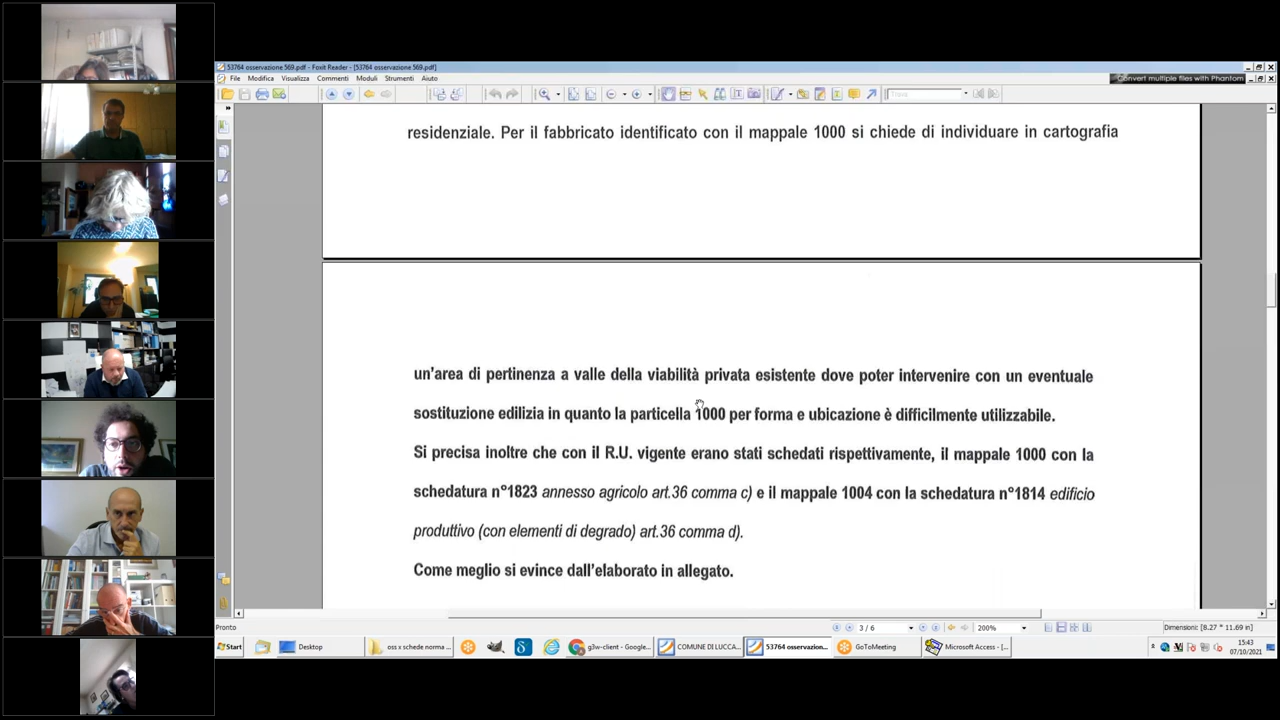 53764 osservazione 569.pdf - Foxit Reader - [53764 osservazione 569.pdf]
File Modifica Visualizza Commenti Moduli Strumenti Aiuto
Convert multiple files with Phantom
Trova
residenziale. Per il fabbricato identificato con il mappale 1000 si chiede di individuare in cartografia
un'area di pertinenza a valle della viabilità privata esistente dove poter intervenire con un eventuale
sostituzione edilizia in quanto la particella 1000 per forma e ubicazione è difficilmente utilizzabile.
Si precisa inoltre che con il R.U. vigente erano stati schedati rispettivamente, il mappale 1000 con la
schedatura n°1823 annesso agricolo art.36 comma c) e il mappale 1004 con la schedatura n°1814 edificio
produttivo (con elementi di degrado) art.36 comma d).
Come meglio si evince dall'elaborato in allegato.
Pronto
3 / 6
200%
Dimensioni: [8.27 * 11.69 in]
Start
Desktop
oss x schede norma ...
g3w-client - Google...
COMUNE DI LUCCA...
53764 osservazion...
GoToMeeting
Microsoft Access - [...
15:43
07/10/2021